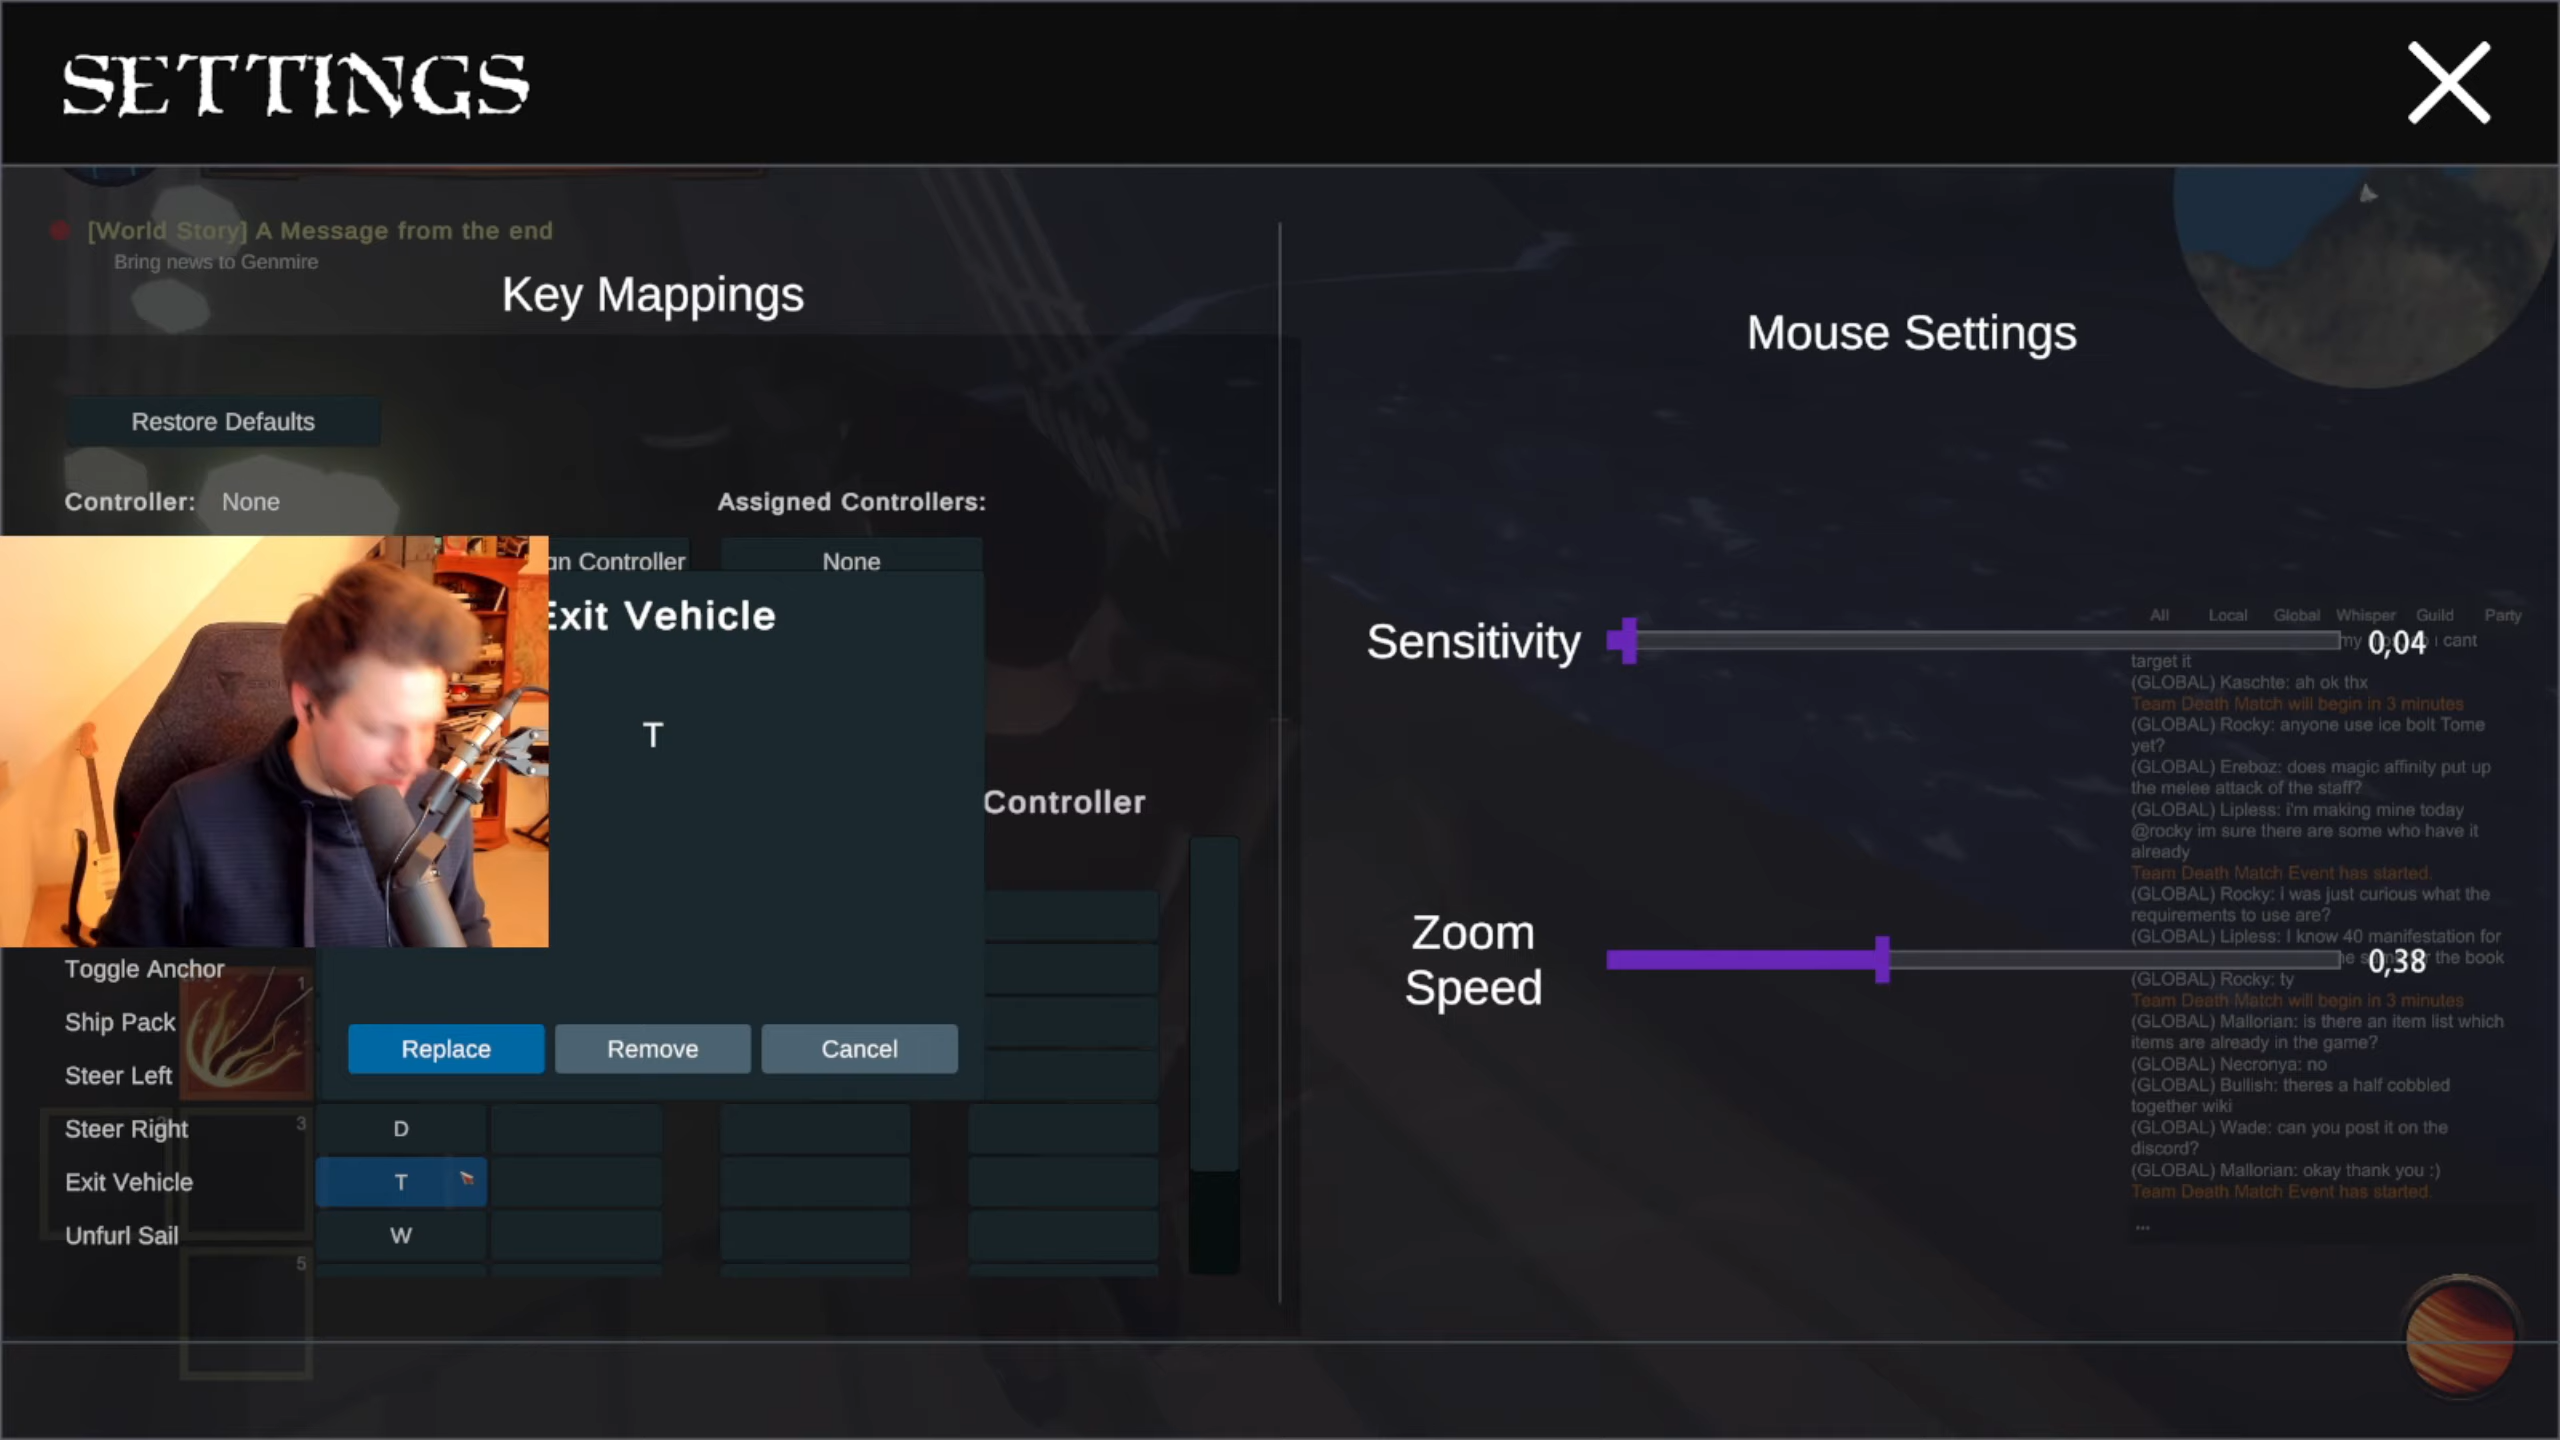 SETTINGS
[World Story] A Message from the end
Bring news to Genmire
Key Mappings
Restore Defaults
Controller: None
Assigned Controllers:
gn Controller
None
Exit Vehicle
T
Controller
Replace
Remove
Cancel
Toggle Anchor
1
Ship Pack
Steer Left
Steer Right
3
D
Exit Vehicle
T
Unfurl Sail
W
5
Mouse Settings
Sensitivity
0,04
Zoom
Speed
0,38
All Local Global Whisper Guild Party
my i cant
target it
(GLOBAL) Kaschte: ah ok thx
Team Death Match will begin in 3 minutes
(GLOBAL) Rocky: anyone use ice bolt Tome
yet?
(GLOBAL) Ereboz: does magic affinity put up
the melee attack of the staff?
(GLOBAL) Lipless: i'm making mine today
@rocky im sure there are some who have it
already
Team Death Match Event has started.
(GLOBAL) Rocky: I was just curious what the
requirements to use are?
(GLOBAL) Lipless: I know 40 manifestation for
the book
(GLOBAL) Rocky: ty
Team Death Match will begin in 3 minutes
(GLOBAL) Mallorian: is there an item list which
items are already in the game?
(GLOBAL) Necronya: no
(GLOBAL) Bullish: theres a half cobbled
together wiki
(GLOBAL) Wade: can you post it on the
discord?
(GLOBAL) Mallorian: okay thank you :)
Team Death Match Event has started.
...